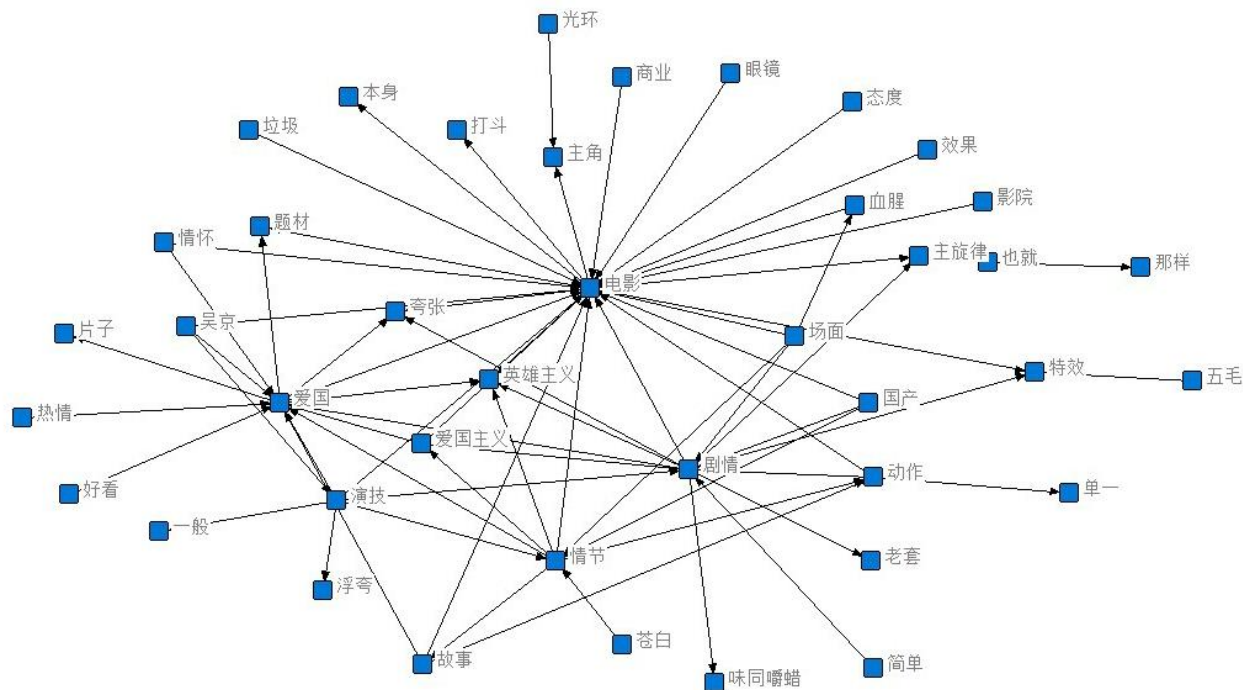 光环
商业
眼镜
本身
态度
垃圾
打斗
主角
效果
影院
血腥
题材
情怀
主旋律
也就
那样
电影
夸张
吴京
片子
场面
特效
英雄主义
五毛
爱国
国产
热情
爱国主义
剧情
动作
好看
单一
演技
一般
情节
老套
浮夸
苍白
故事
简单
味同嚼蜡